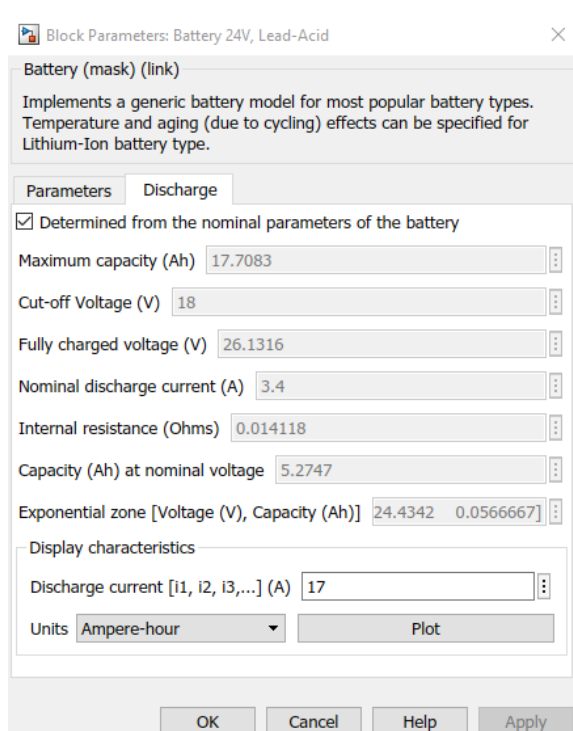 Block Parameters: Battery 24V, Lead-Acid
Battery (mask) (link)
Implements a generic battery model for most popular battery types.
Temperature and aging (due to cycling) effects can be specified for
Lithium-Ion battery type.
Parameters Discharge
Determined from the nominal parameters of the battery
Maximum capacity (Ah) 17.7083
Cut-off Voltage (V) 18
Fully charged voltage (V) 26.1316
Nominal discharge current (A) 3.4
Internal resistance (Ohms) 0.014118
Capacity (Ah) at nominal voltage 5.2747
Exponential zone [Voltage (V), Capacity (Ah)] 24.4342 0.0566667]
Display characteristics
Discharge current [i1, i2, i3,...] (A) 17
Units Ampere-hour Plot
OK Cancel Help Apply